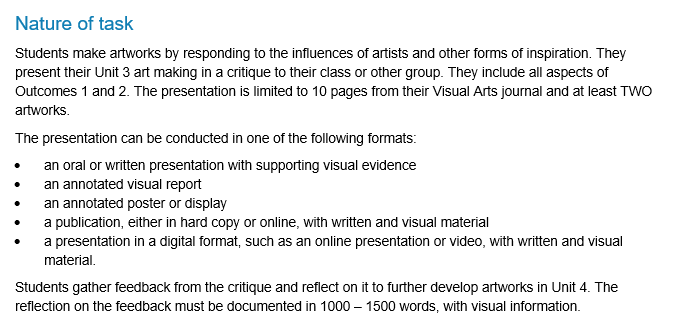 Nature of task
Students make artworks by responding to the influences of artists and other forms of inspiration. They
present their Unit 3 art making in a critique to their class or other group. They include all aspects of
Outcomes 1 and 2. The presentation is limited to 10 pages from their Visual Arts journal and at least TWO
artworks.
The presentation can be conducted in one of the following formats:
• an oral or written presentation with supporting visual evidence
• an annotated visual report
• an annotated poster or display
• a publication, either in hard copy or online, with written and visual material
• a presentation in a digital format, such as an online presentation or video, with written and visual
material.
Students gather feedback from the critique and reflect on it to further develop artworks in Unit 4. The
reflection on the feedback must be documented in 1000 – 1500 words, with visual information.